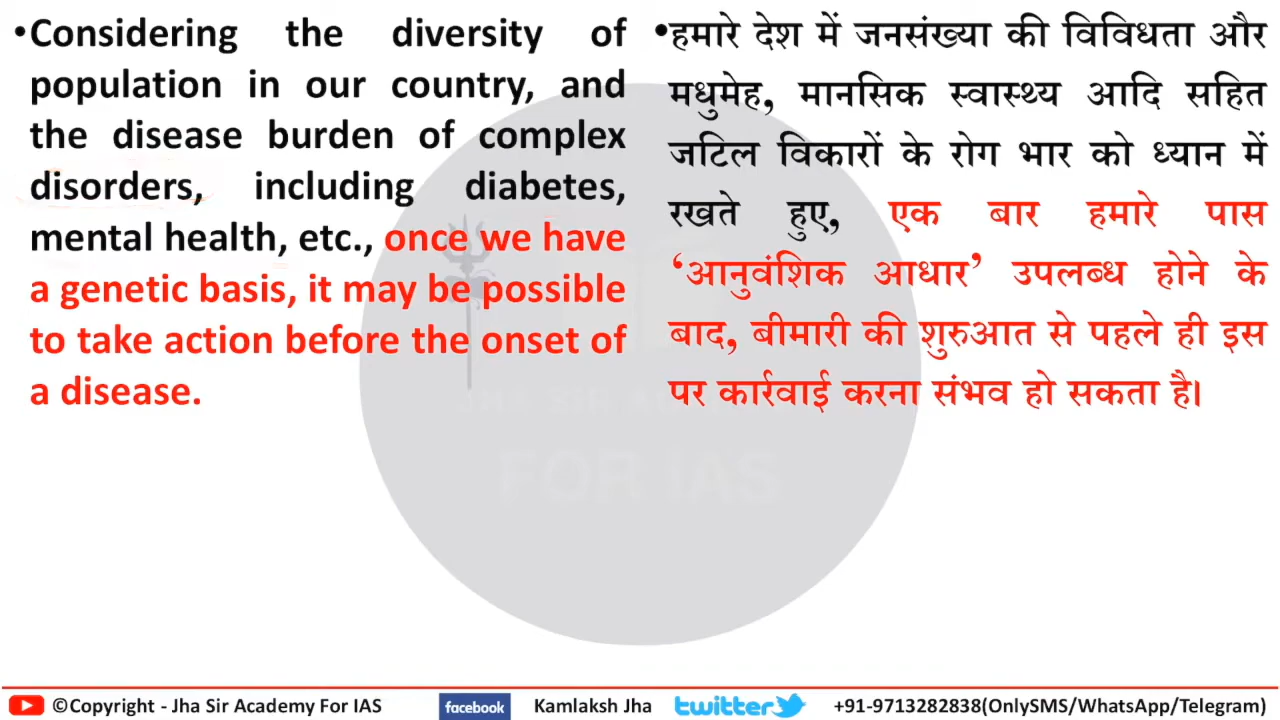 •Considering the diversity of
population in our country, and
the disease burden of complex
disorders, including diabetes,
mental health, etc., once we have
a genetic basis, it may be possible
to take action before the onset of
a disease.
•हमारे देश में जनसंख्या की विविधता और
मधुमेह, मानसिक स्वास्थ्य आदि सहित
जटिल विकारों के रोग भार को ध्यान में
रखते हुए, एक बार हमारे पास
‘आनुवंशिक आधार’ उपलब्ध होने के
बाद, बीमारी की शुरुआत से पहले ही इस
पर कार्रवाई करना संभव हो सकता है।
FOR IAS
©Copyright - Jha Sir Academy For IAS facebook Kamlaksh Jha twitter +91-9713282838(OnlySMS/WhatsApp/Telegram)